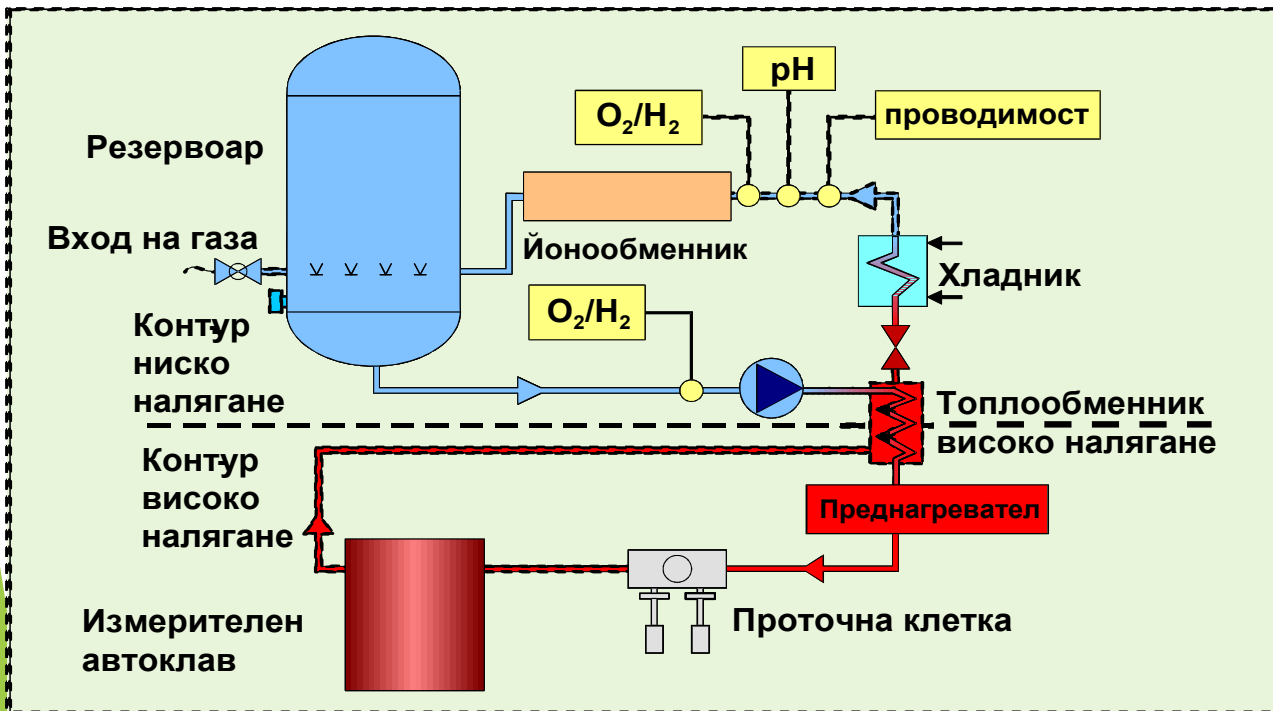 pH
O₂/H₂
проводимост
Резервоар
Вход на газа
Йонообменник
Хладник
O₂/H₂
Контур
ниско
налягане
Топлообменник
високо налягане
Контур
високо
налягане
Преднагревател
Измерителен
автоклав
Проточна клетка